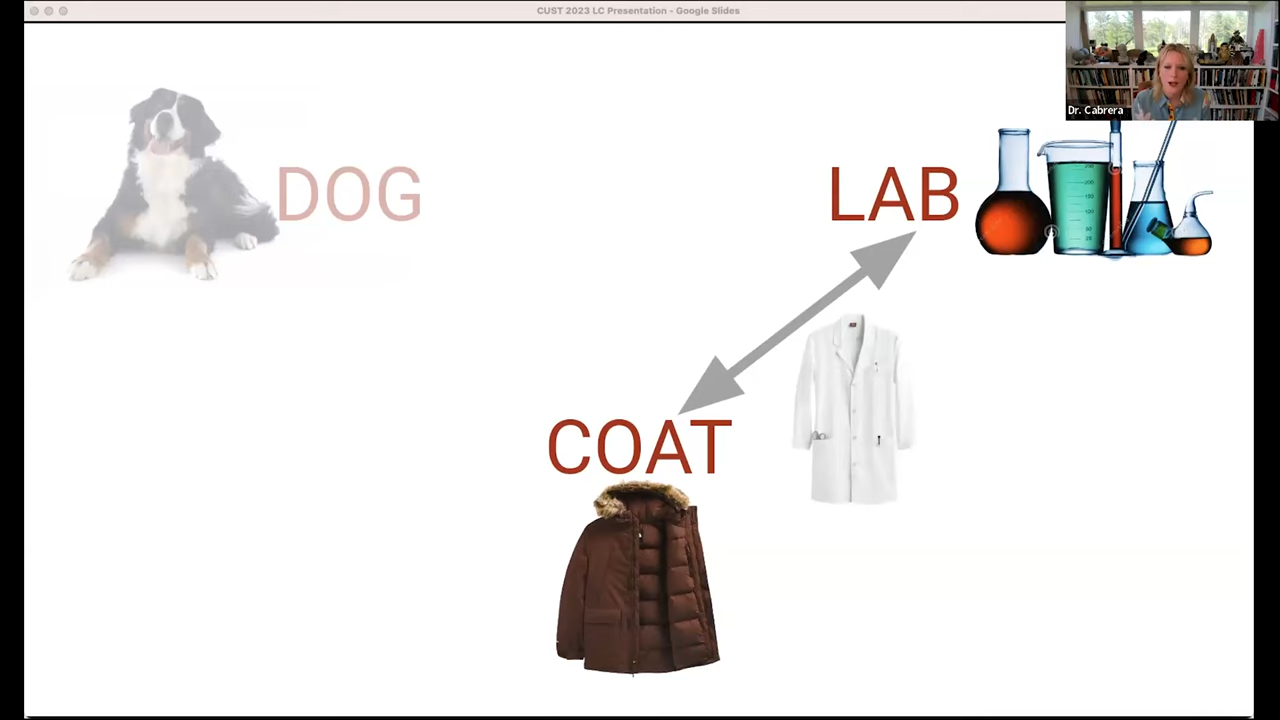 CUST 2023 LC Presentation - Google Slides
Dr. Cabrera
DOG
LAB
COAT